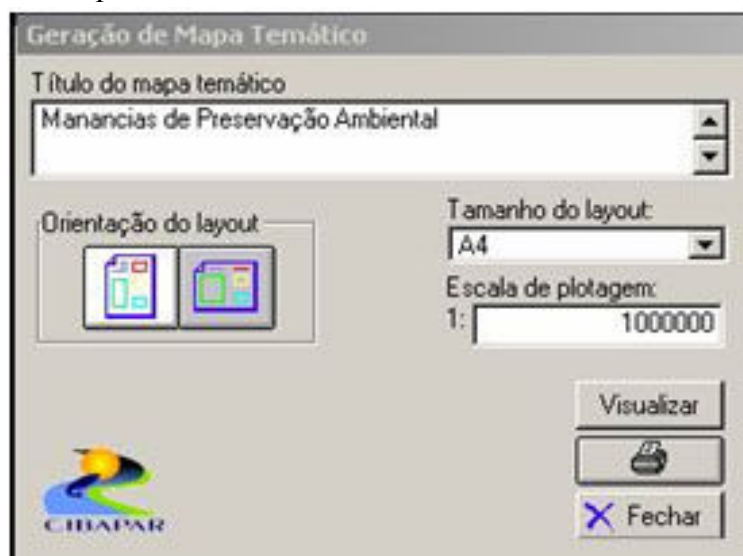 Geração de Mapa Temático
Título do mapa temático
Manancias de Preservação Ambiental
Orientação do layout
Tamanho do layout:
A4
Escala de plotagem:
1: 1000000
Visualizar
Fechar
CIBAPAR